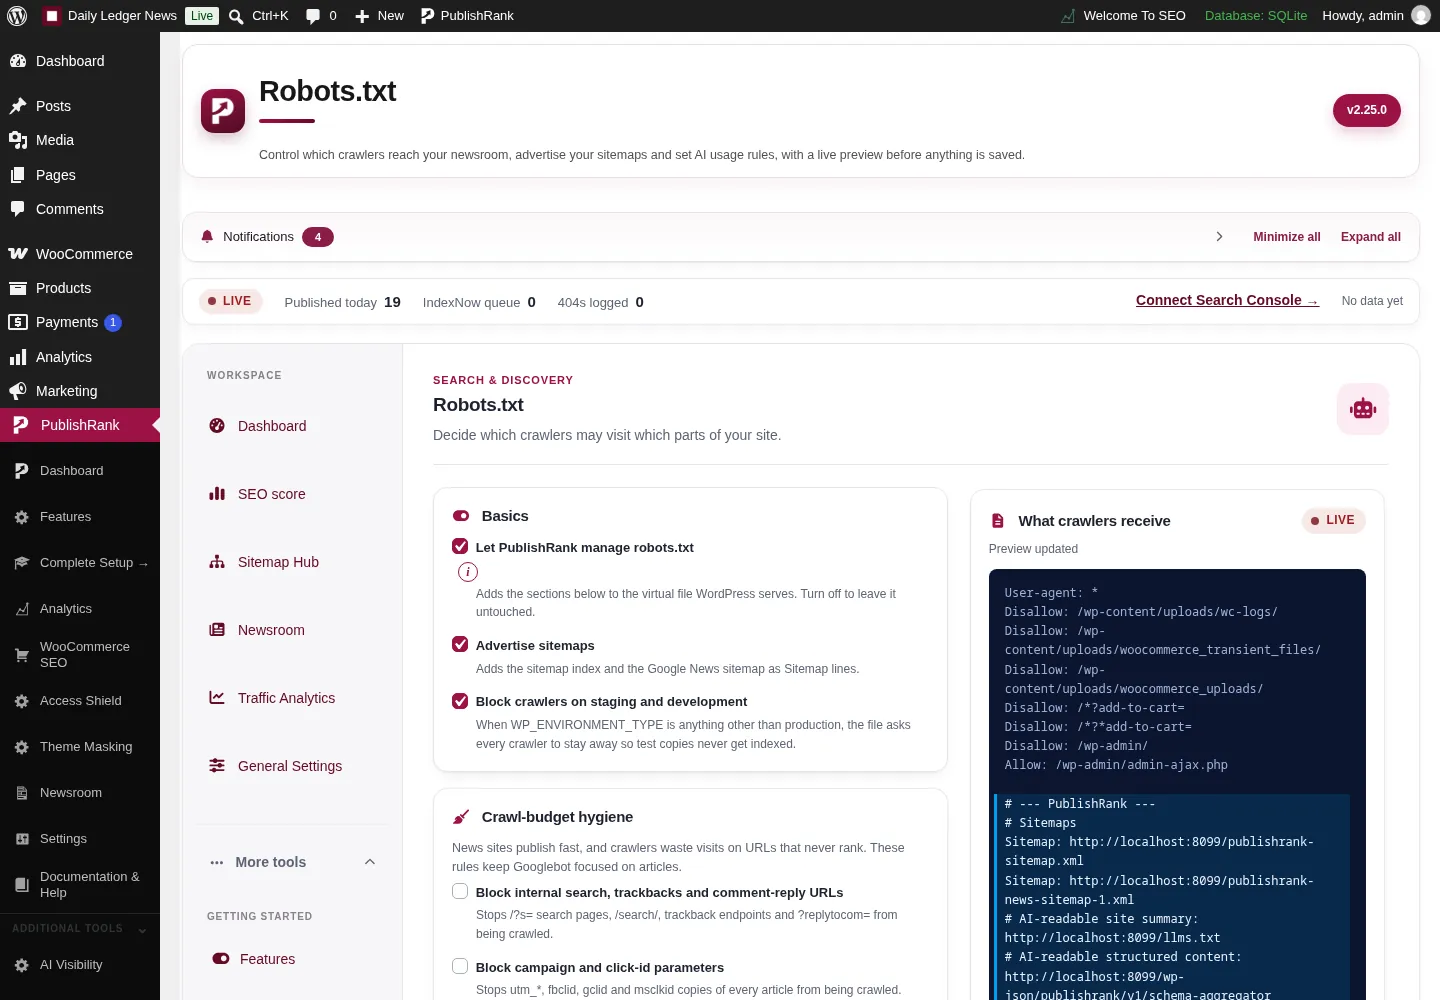 Daily Ledger News
Live
Ctrl+K
0
New
PublishRank
Welcome To SEO
Database: SQLite
Howdy, admin
Dashboard
Posts
Media
Pages
Comments
WooCommerce
Products
Payments 1
Analytics
Marketing
PublishRank
Dashboard
Features
Complete Setup →
Analytics
WooCommerce
SEO
Access Shield
Theme Masking
Newsroom
Settings
Documentation &
Help
ADDITIONAL TOOLS
AI Visibility
Robots.txt
Control which crawlers reach your newsroom, advertise your sitemaps and set AI usage rules, with a live preview before anything is saved.
v2.25.0
Notifications 4
Minimize all
Expand all
LIVE
Published today 19
IndexNow queue 0
404s logged 0
Connect Search Console →
No data yet
WORKSPACE
Dashboard
SEO score
Sitemap Hub
Newsroom
Traffic Analytics
General Settings
More tools
GETTING STARTED
Features
SEARCH & DISCOVERY
Robots.txt
Decide which crawlers may visit which parts of your site.
Basics
Let PublishRank manage robots.txt
i
Adds the sections below to the virtual file WordPress serves. Turn off to leave it
untouched.
Advertise sitemaps
Adds the sitemap index and the Google News sitemap as Sitemap lines.
Block crawlers on staging and development
When WP_ENVIRONMENT_TYPE is anything other than production, the file asks
every crawler to stay away so test copies never get indexed.
Crawl-budget hygiene
News sites publish fast, and crawlers waste visits on URLs that never rank. These
rules keep Googlebot focused on articles.
Block internal search, trackbacks and comment-reply URLs
Stops /?s= search pages, /search/, trackback endpoints and ?replytocom= from
being crawled.
Block campaign and click-id parameters
Stops utm_*, fbclid, gclid and msclkid copies of every article from being crawled.
What crawlers receive
LIVE
Preview updated
User-agent: *
Disallow: /wp-content/uploads/wc-logs/
Disallow: /wp-
content/uploads/woocommerce_transient_files/
Disallow: /wp-
content/uploads/woocommerce_uploads/
Disallow: /*?add-to-cart=
Disallow: /*?*add-to-cart=
Disallow: /wp-admin/
Allow: /wp-admin/admin-ajax.php
# --- PublishRank ---
# Sitemaps
Sitemap: http://localhost:8099/publishrank-
sitemap.xml
Sitemap: http://localhost:8099/publishrank-
news-sitemap-1.xml
# AI-readable site summary:
http://localhost:8099/llms.txt
# AI-readable structured content:
http://localhost:8099/wp-
json/publishrank/v1/schema-aggregator